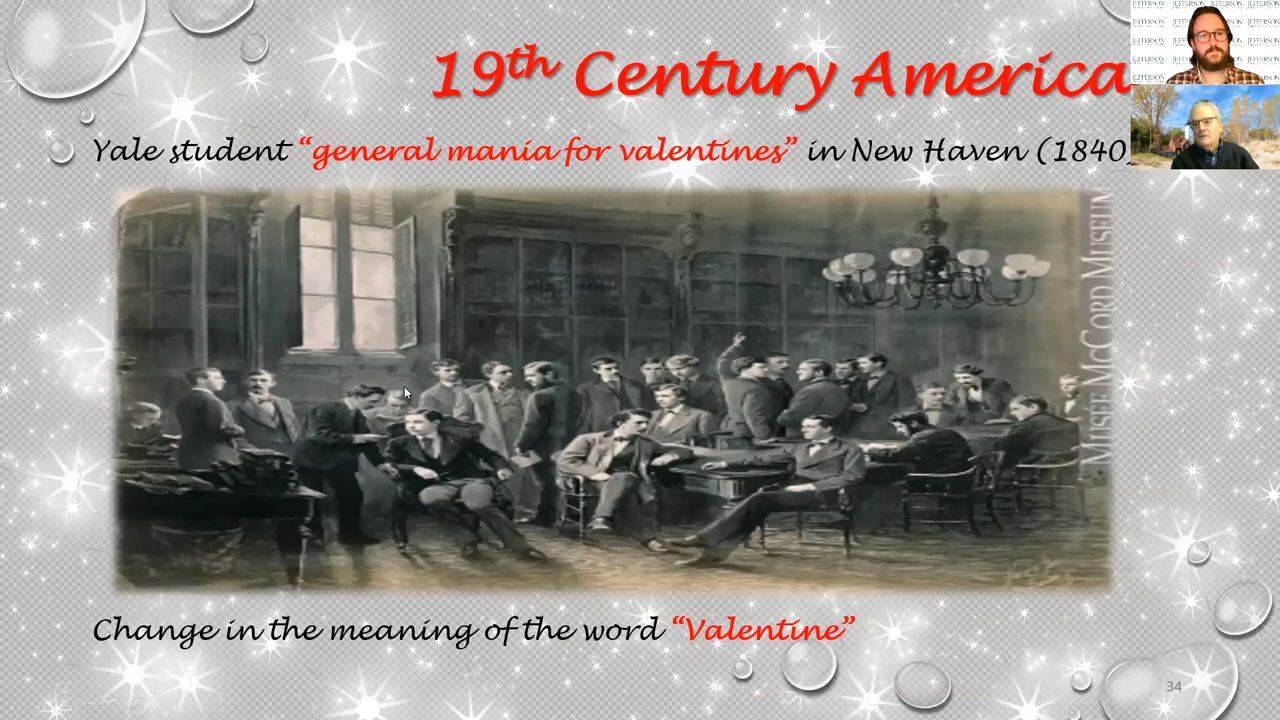 19th Century America
Yale student “general mania for valentines” in New Haven (1840
MUSÉE MCCORD MUSEUM
Change in the meaning of the word “Valentine”
34
JEFFERSON